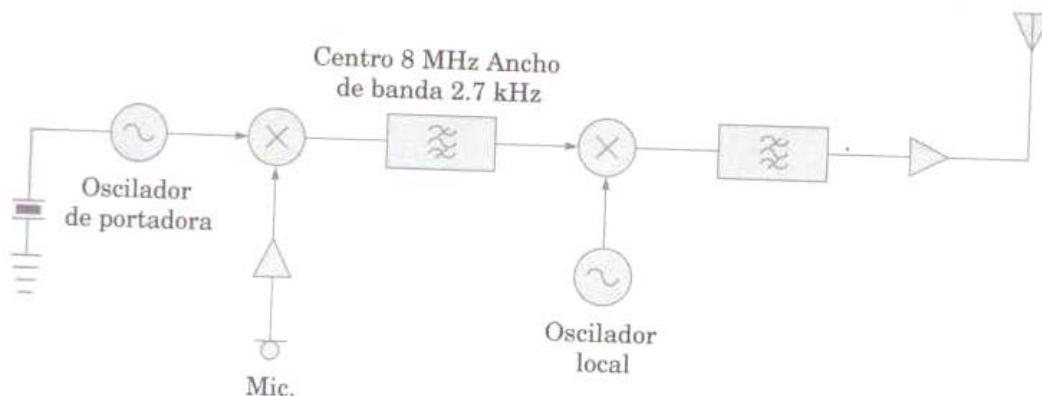 Centro 8 MHz Ancho
de banda 2.7 kHz
Oscilador
de portadora
Mic.
Oscilador
local